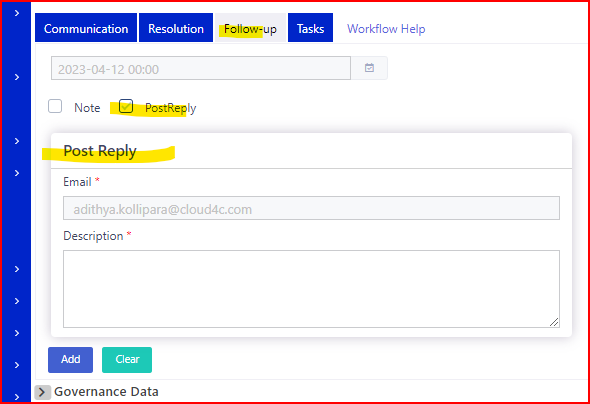 Communication Resolution Follow-up Tasks Workflow Help
2023-04-12 00:00
Note PostReply
Post Reply
Email *
adithya.kollipara@cloud4c.com
Description *
Add Clear
Governance Data